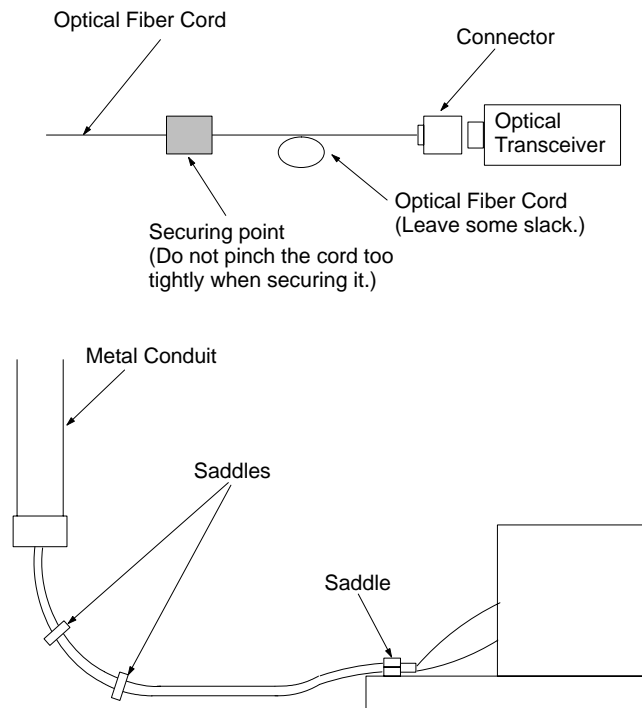 Optical Fiber Cord
Connector
Optical
Transceiver
Optical Fiber Cord
(Leave some slack.)
Securing point
(Do not pinch the cord too
tightly when securing it.)
Metal Conduit
Saddles
Saddle